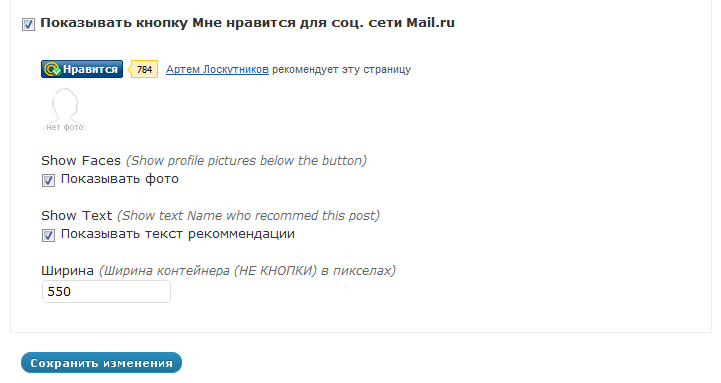 Показывать кнопку Мне нравится для соц. сети Mail.ru
Нравится 784 Артем Лоскутников рекомендует эту страницу
нет фото
Show Faces (Show profile pictures below the button)
Показывать фото
Show Text (Show text Name who recommed this post)
Показывать текст рекоммендации
Ширина (Ширина контейнера (НЕ КНОПКИ) в пикселах)
550
Сохранить изменения